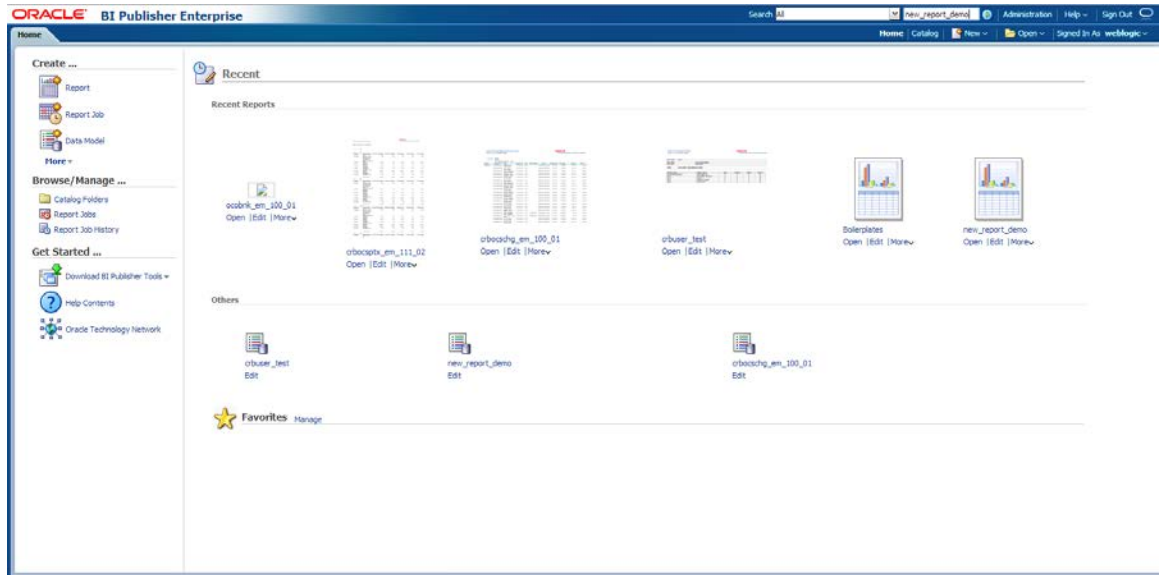 ORACLE BI Publisher Enterprise
Search All new_report_demo Administration Help Sign Out
Home
Home Catalog New Open Signed In As weblogic
Create ...
Report
Report Job
Data Model
More
Browse/Manage ...
Catalog Folders
Report Jobs
Report Job History
Get Started ...
Download BI Publisher Tools
Help Contents
Oracle Technology Network
Recent
Recent Reports
ocsbnk_em_100_01
Open |Edit |More
crbocsptx_em_111_02
Open |Edit |More
crbocschg_em_100_01
Open |Edit |More
crbuser_test
Open |Edit |More
Boilerplates
Open |Edit |More
new_report_demo
Open |Edit |More
Others
crbuser_test
Edit
new_report_demo
Edit
crbocschg_em_100_01
Edit
Favorites Manage